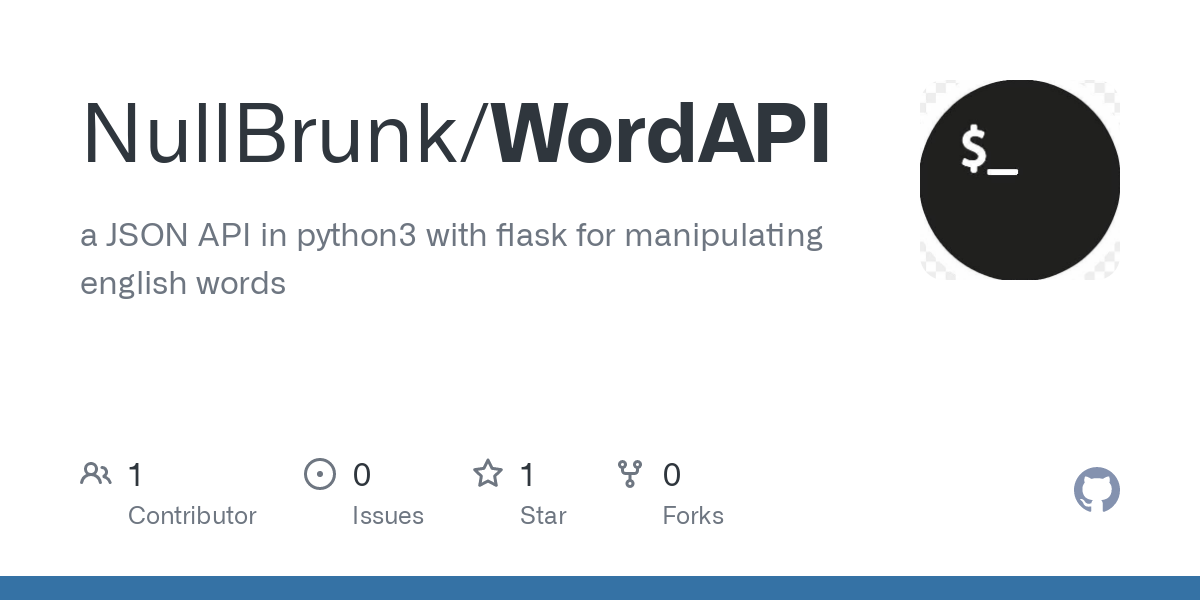 NullBrunk/WordAPI
$_
a JSON API in python3 with flask for manipulating
english words
1 0 1 0
Contributor Issues Star Forks